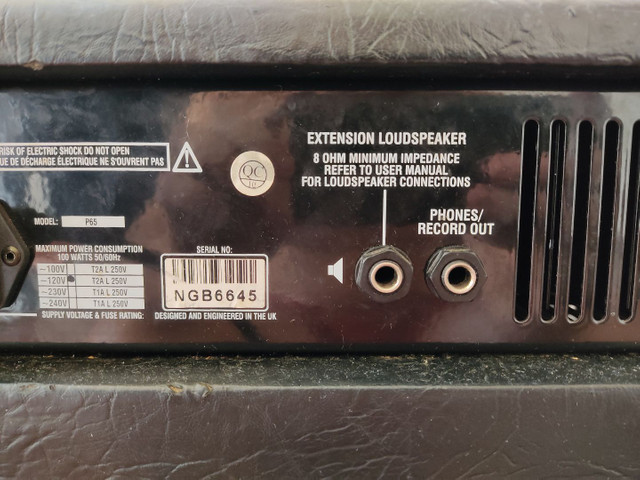 RISK OF ELECTRIC SHOCK DO NOT OPEN
UE DE DÉCHARGE ÉLECTRIQUE NE S'OUVRENT PAS
QC
MODEL: P65
MAXIMUM POWER CONSUMPTION
100 WATTS 50/60Hz
~100V T2A L 250V
~120V T2A L 250V
~230V T1A L 250V
~240V T1A L 250V
SUPPLY VOLTAGE & FUSE RATING:
SERIAL NO:
NGB6645
DESIGNED AND ENGINEERED IN THE UK
EXTENSION LOUDSPEAKER
8 OHM MINIMUM IMPEDANCE
REFER TO USER MANUAL
FOR LOUDSPEAKER CONNECTIONS
PHONES/
RECORD OUT